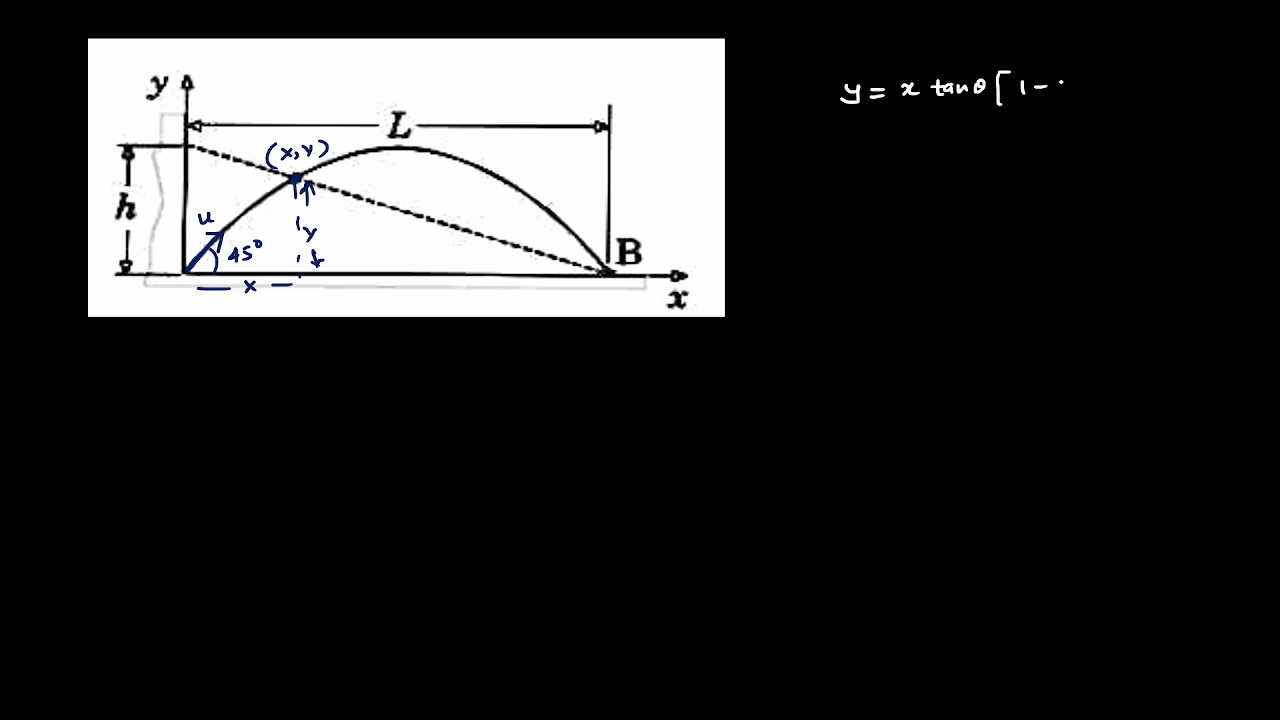 y
L
(x,y)
h
u
45°
y
x
B
x
y = x tanθ [ 1 -